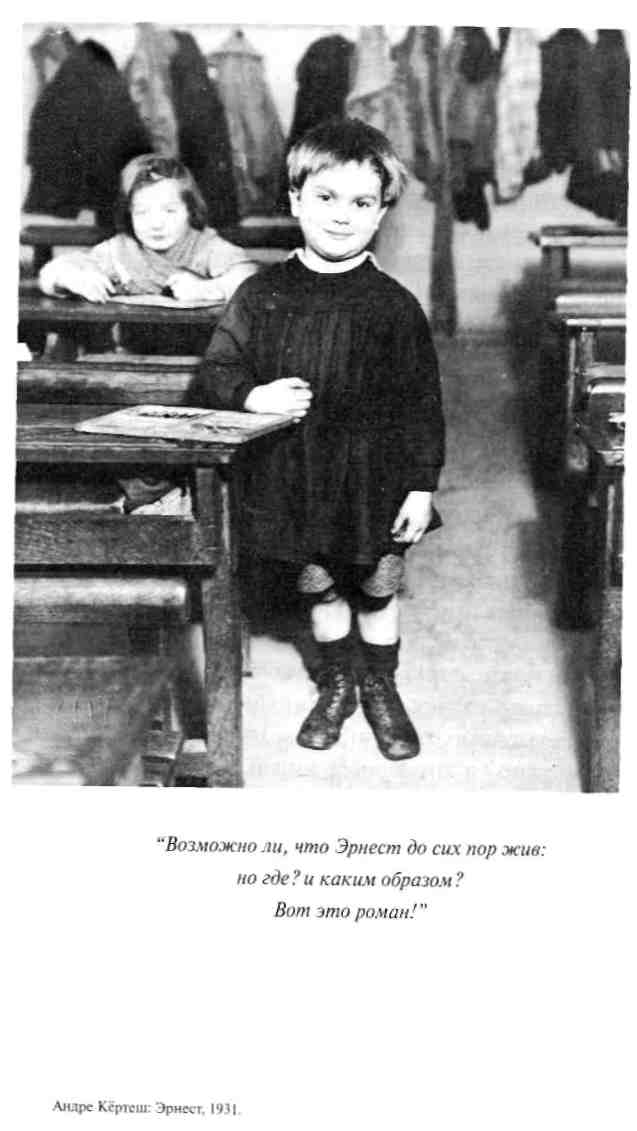 “Возможно ли, что Эрнест до сих пор жив:
но где? и каким образом?
Вот это роман!”
Андре Кёртеш: Эрнест, 1931.